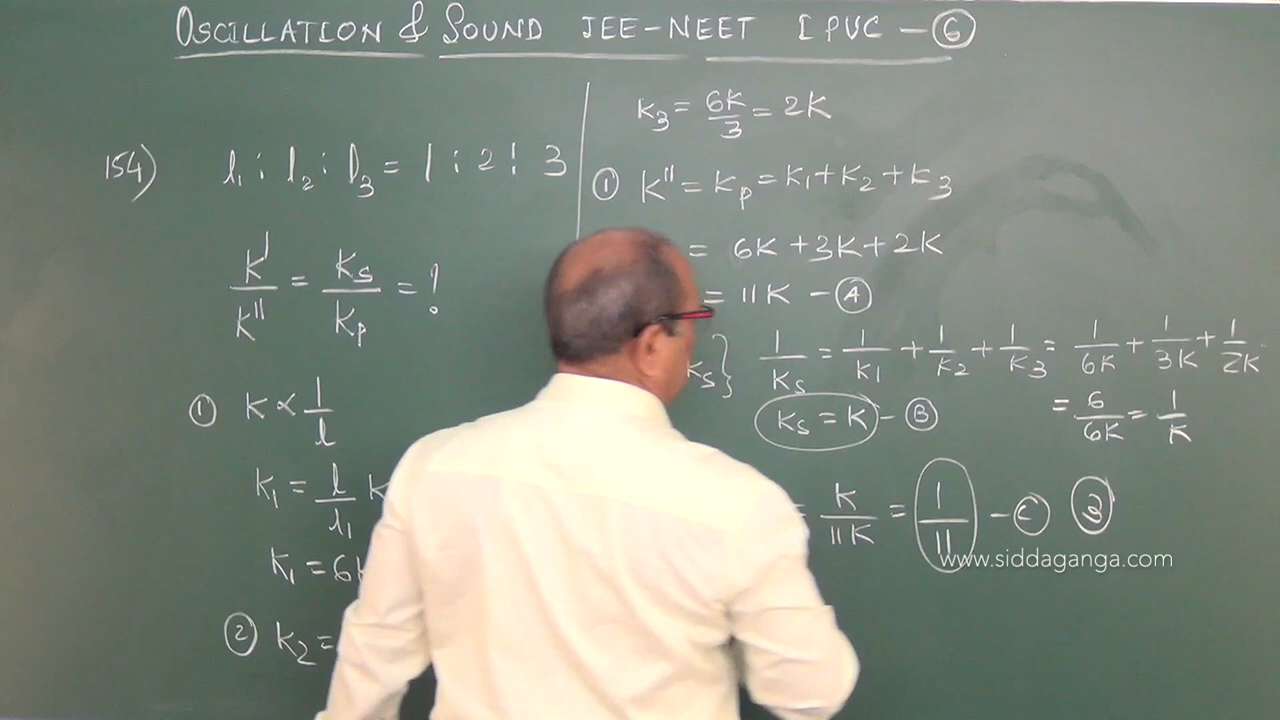 OSCILLATION & SOUND JEE-NEET I PUC - 6
154) l₁ : l₂ : l₃ = 1 : 2 : 3
K'/K'' = Ks/Kp = ?
① K ∝ 1/l
K₁ = l/l₁ K
K₁ = 6K
② K₂ =
K₃ = 6K/3 = 2K
① K'' = Kp = K₁ + K₂ + K₃
= 6K + 3K + 2K
= 11K - Ⓐ
Ks} 1/Ks = 1/K₁ + 1/K₂ + 1/K₃ = 1/6K + 1/3K + 1/2K
= 6/6K = 1/K
Ks = K - Ⓑ
= K/11K = 1/11 - Ⓒ ③
www.siddaganga.com